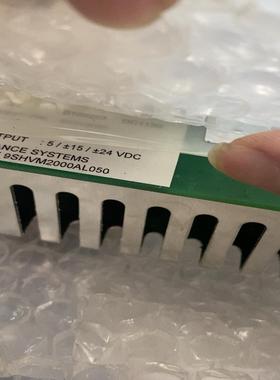 TPUT : 5 / ±15 / ±24 VDC
ANCE SYSTEMS
9SHVM2000AL050